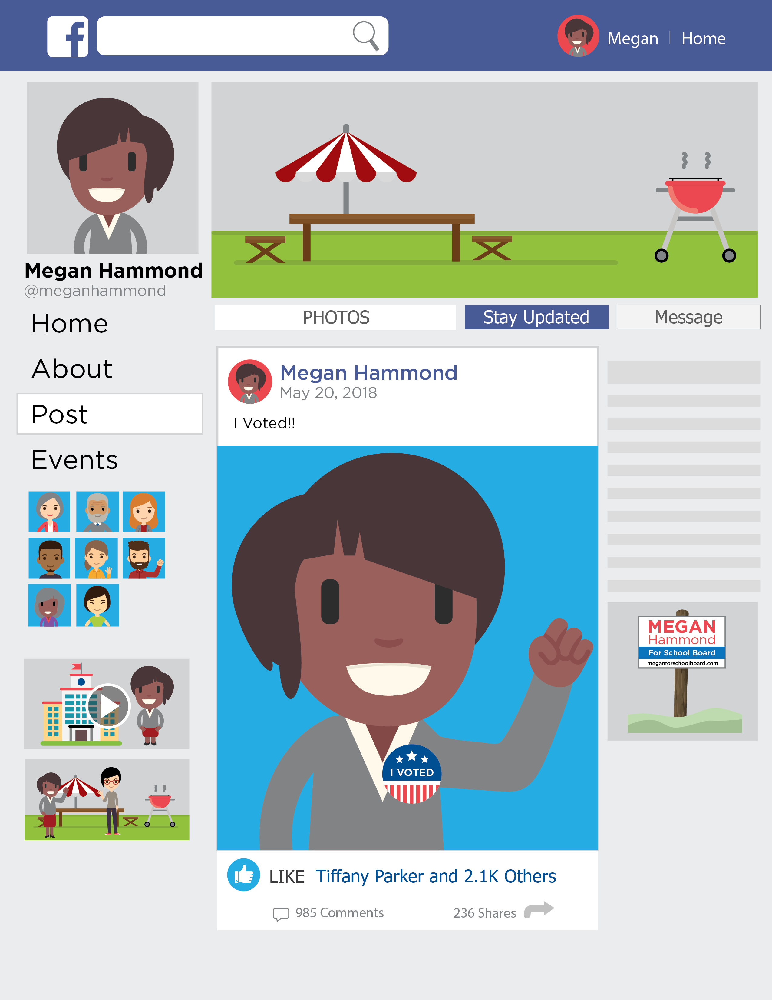 f
Megan | Home
Megan Hammond
@meganhammond
Home
About
Post
Events
PHOTOS
Stay Updated
Message
Megan Hammond
May 20, 2018
I Voted!!
I VOTED
LIKE Tiffany Parker and 2.1K Others
985 Comments
236 Shares
MEGAN
Hammond
For School Board
meganforschoolboard.com